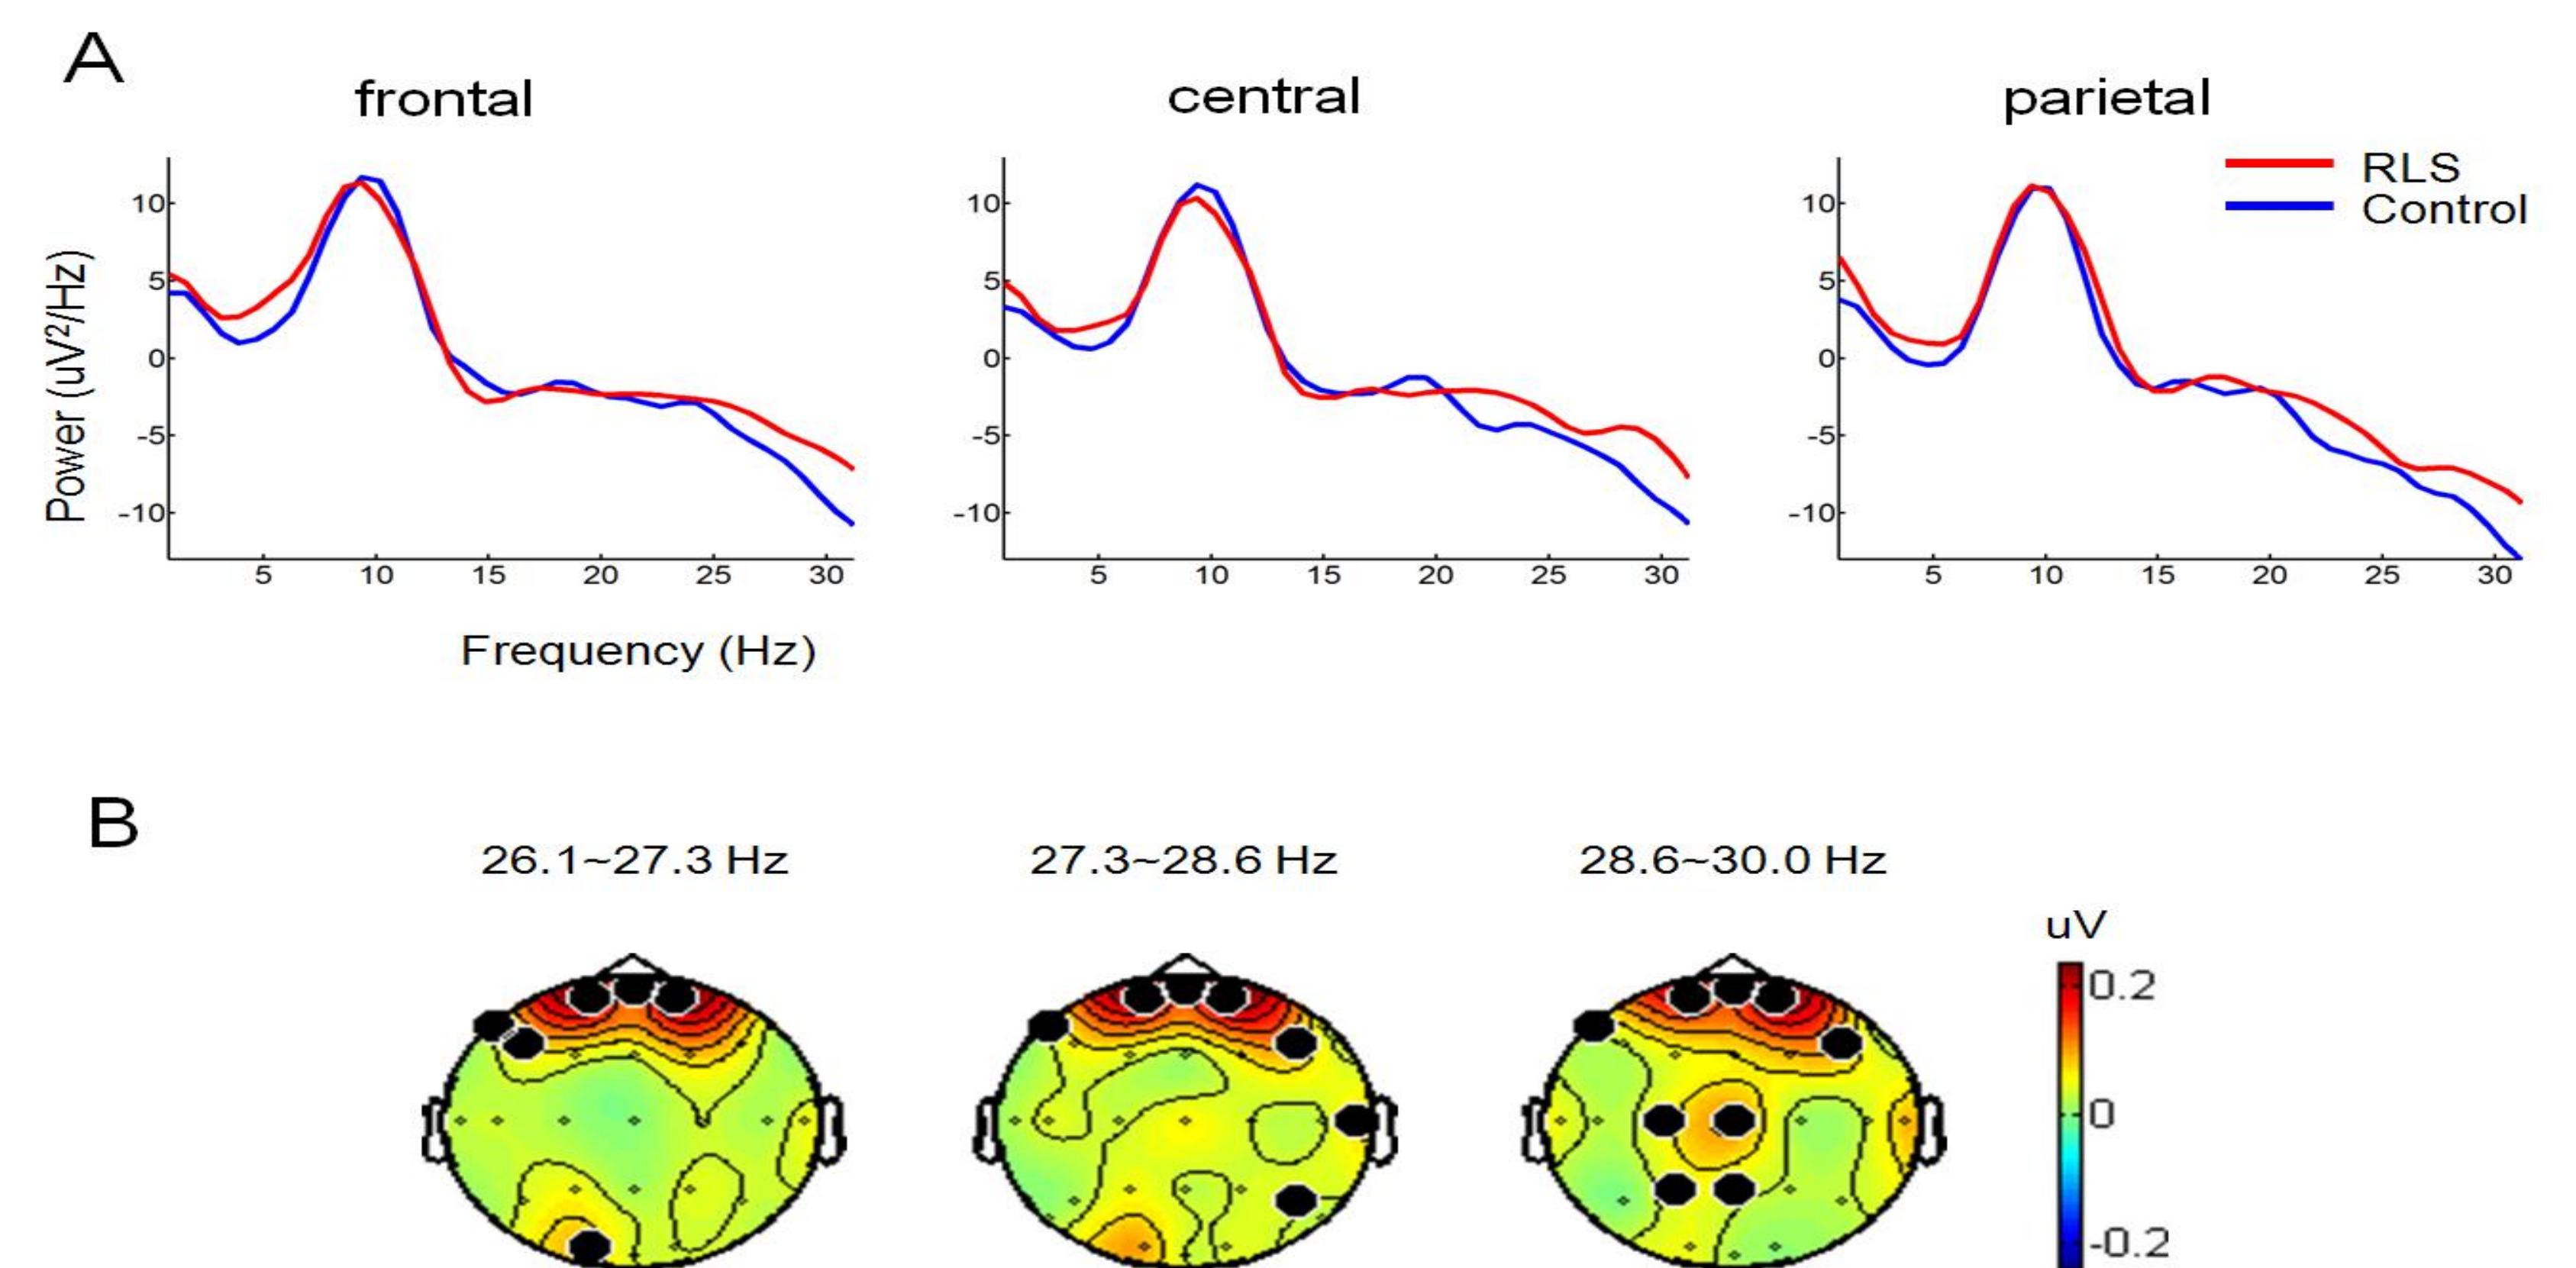 A
frontal
central
parietal
RLS
Control
Power (uV²/Hz)
10
5
0
-5
-10
5 10 15 20 25 30
10
5
0
-5
-10
5 10 15 20 25 30
10
5
0
-5
-10
5 10 15 20 25 30
Frequency (Hz)
B
26.1~27.3 Hz
27.3~28.6 Hz
28.6~30.0 Hz
uV
0.2
0
-0.2